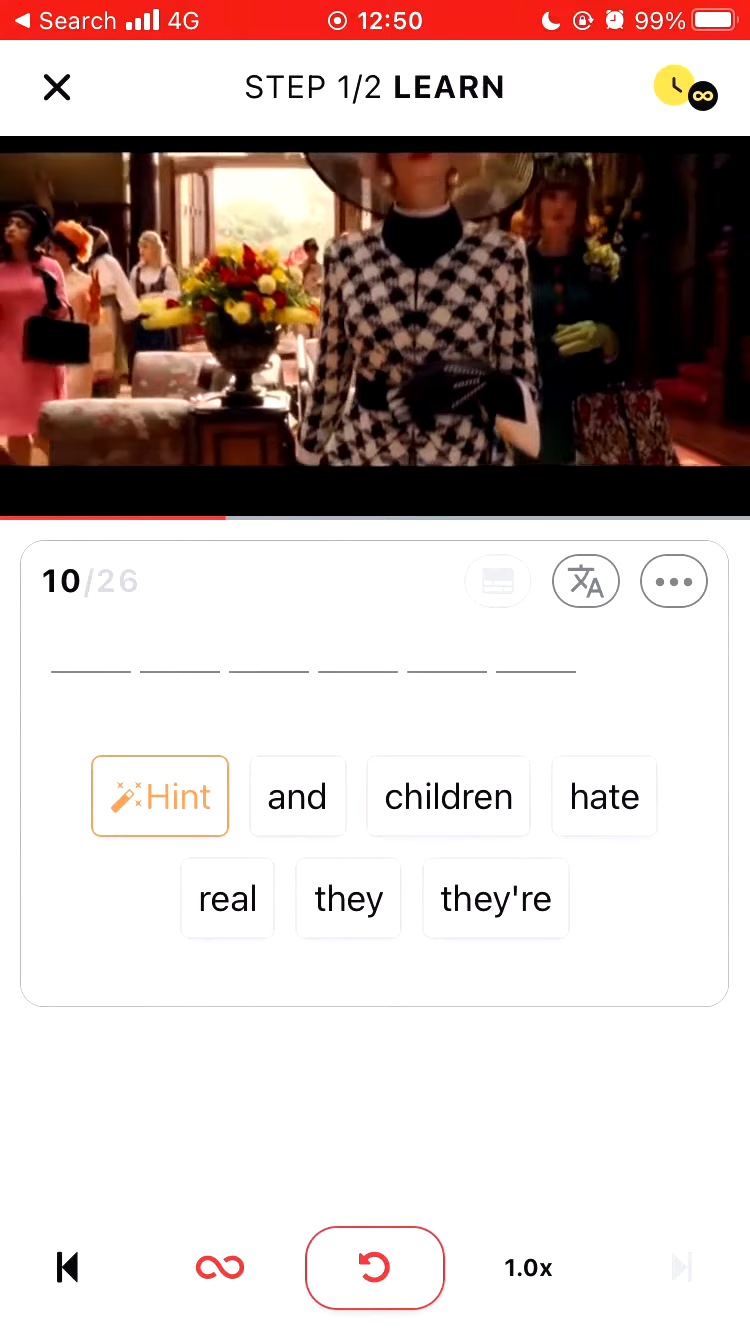 Search 4G 12:50 99%
STEP 1/2 LEARN
10/26
Hint and children hate
real they they're
1.0x